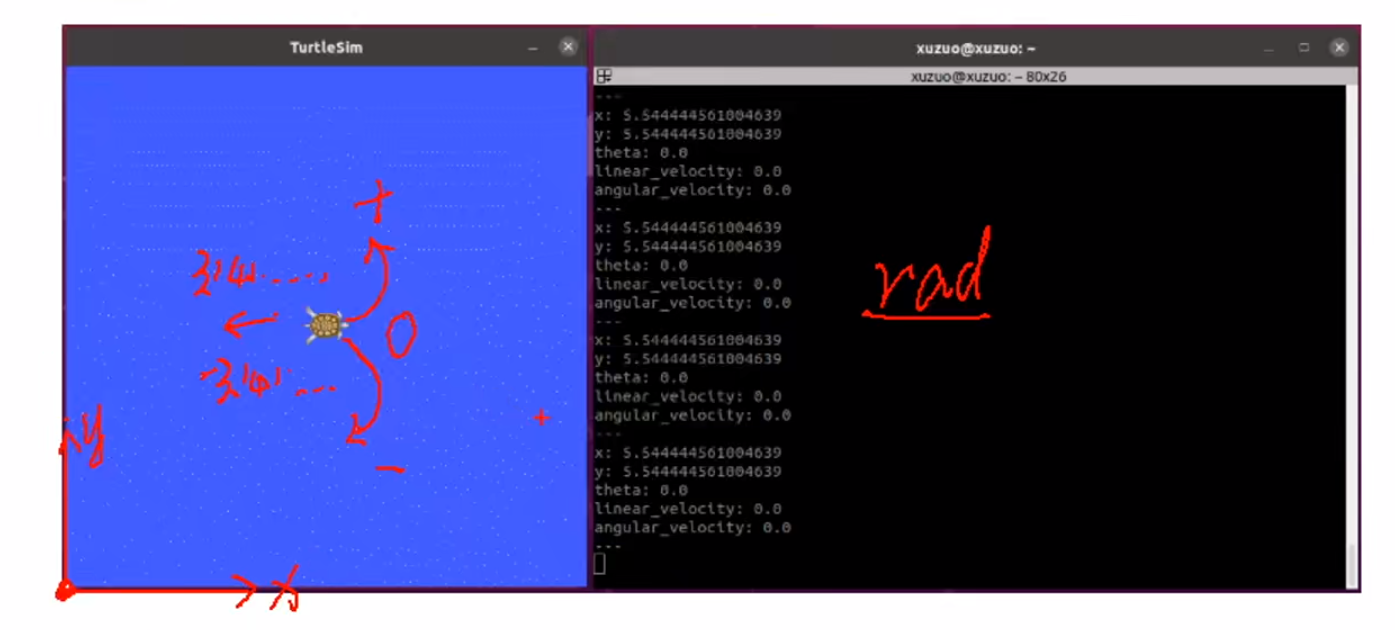 TurtleSim
xuzuo@xuzuo: ~
xuzuo@xuzuo: ~ 80x26
---
x: 5.544444561004639
y: 5.544444561004639
theta: 0.0
linear_velocity: 0.0
angular_velocity: 0.0
---
x: 5.544444561004639
y: 5.544444561004639
theta: 0.0
linear_velocity: 0.0
angular_velocity: 0.0
---
x: 5.544444561004639
y: 5.544444561004639
theta: 0.0
linear_velocity: 0.0
angular_velocity: 0.0
---
x: 5.544444561004639
y: 5.544444561004639
theta: 0.0
linear_velocity: 0.0
angular_velocity: 0.0
---
+
3.14.....
0
-3.14....
-
y
x
rad